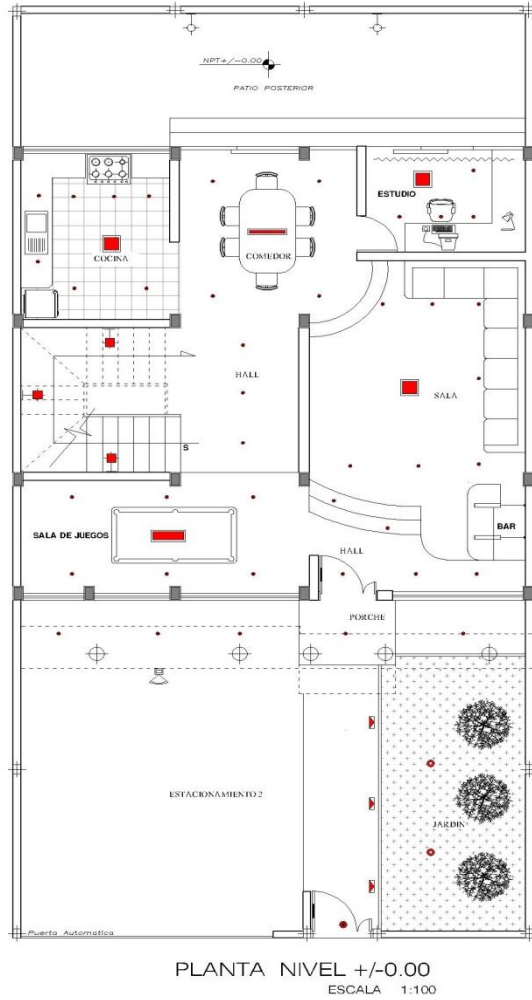 NPT+/-0.00
PATIO POSTERIOR
ESTUDIO
COCINA
COMEDOR
HALL
SALA
S
SALA DE JUEGOS
BAR
HALL
PORCHE
ESTACIONAMIENTO 2
JARDIN
Puerta Automatica
PLANTA NIVEL +/-0.00
ESCALA 1:100